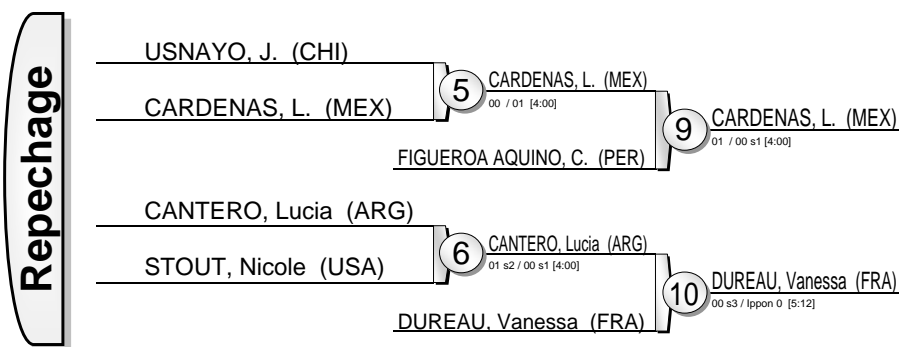 Repechage
USNAYO, J. (CHI)
CARDENAS, L. (MEX)
5
CARDENAS, L. (MEX)
00 / 01 [4:00]
FIGUEROA AQUINO, C. (PER)
9
CARDENAS, L. (MEX)
01 / 00 s1 [4:00]
CANTERO, Lucia (ARG)
STOUT, Nicole (USA)
6
CANTERO, Lucia (ARG)
01 s2 / 00 s1 [4:00]
DUREAU, Vanessa (FRA)
10
DUREAU, Vanessa (FRA)
00 s3 / Ippon 0 [5:12]